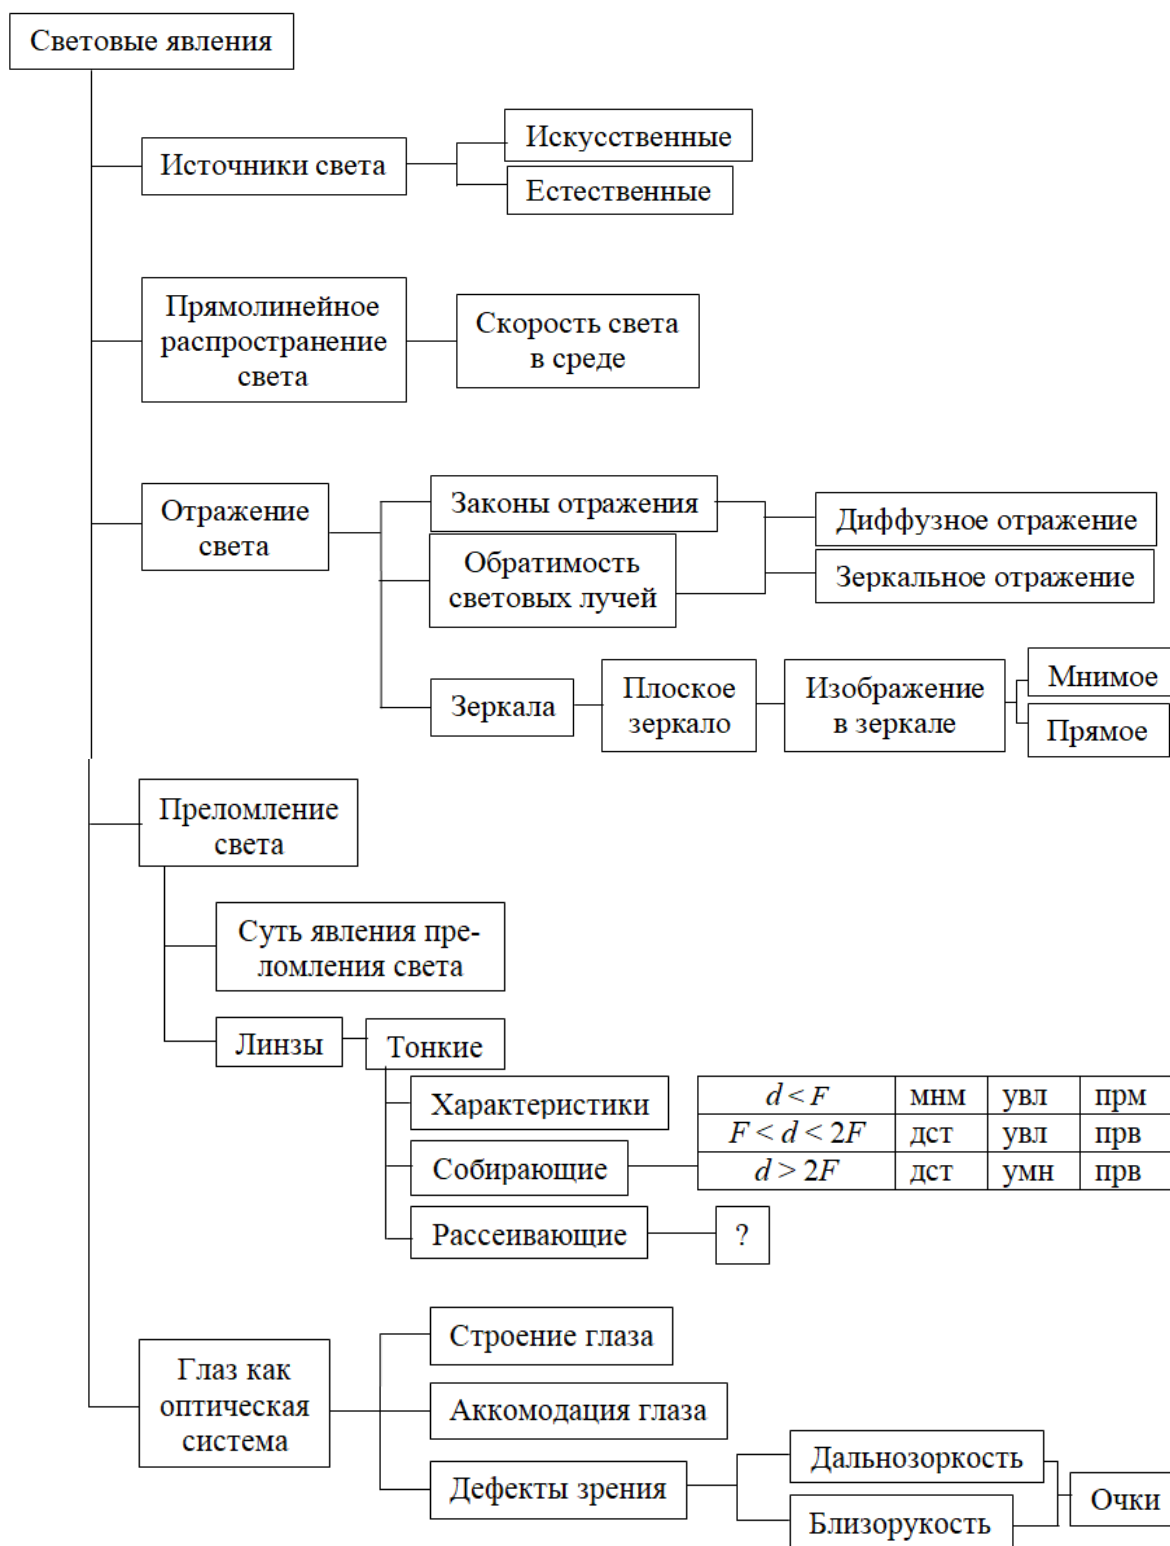 Световые явления
Источники света
Искусственные
Естественные
Прямолинейное
распространение
света
Скорость света
в среде
Отражение
света
Законы отражения
Обратимость
световых лучей
Диффузное отражение
Зеркальное отражение
Зеркала
Плоское
зеркало
Изображение
в зеркале
Мнимое
Прямое
Преломление
света
Суть явления пре-
ломления света
Линзы
Тонкие
Характеристики
Собирающие
d < F мнм увл прм
F < d < 2F дст увл прв
d > 2F дст умн прв
Рассеивающие
?
Глаз как
оптическая
система
Строение глаза
Аккомодация глаза
Дефекты зрения
Дальнозоркость
Близорукость
Очки